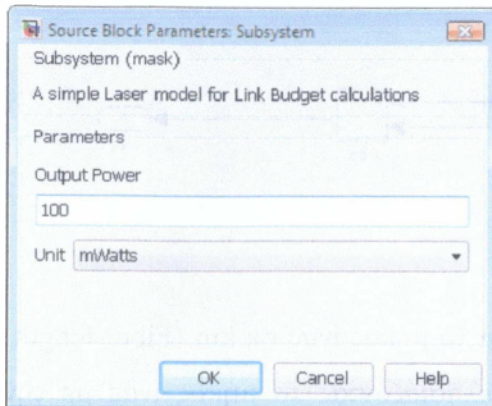 Source Block Parameters: Subsystem
Subsystem (mask)
A simple Laser model for Link Budget calculations
Parameters
Output Power
100
Unit mWatts
OK Cancel Help